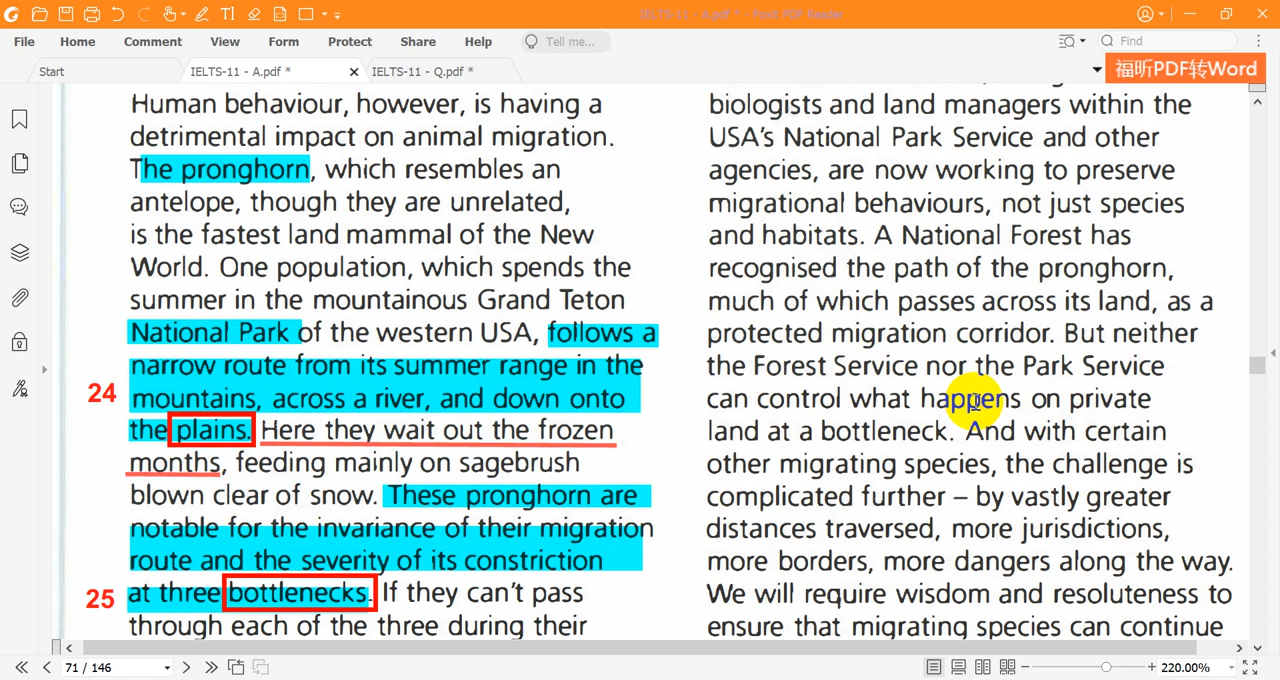 IELTS-11 - A.pdf * - Foxit PDF Reader
File Home Comment View Form Protect Share Help Tell me... Find
Start IELTS-11 - A.pdf * IELTS-11 - Q.pdf * 福昕PDF转Word
Human behaviour, however, is having a
detrimental impact on animal migration.
The pronghorn, which resembles an
antelope, though they are unrelated,
is the fastest land mammal of the New
World. One population, which spends the
summer in the mountainous Grand Teton
National Park of the western USA, follows a
narrow route from its summer range in the
24 mountains, across a river, and down onto
the plains. Here they wait out the frozen
months, feeding mainly on sagebrush
blown clear of snow. These pronghorn are
notable for the invariance of their migration
route and the severity of its constriction
25 at three bottlenecks. If they can't pass
through each of the three during their
biologists and land managers within the
USA's National Park Service and other
agencies, are now working to preserve
migrational behaviours, not just species
and habitats. A National Forest has
recognised the path of the pronghorn,
much of which passes across its land, as a
protected migration corridor. But neither
the Forest Service nor the Park Service
can control what happens on private
land at a bottleneck. And with certain
other migrating species, the challenge is
complicated further – by vastly greater
distances traversed, more jurisdictions,
more borders, more dangers along the way.
We will require wisdom and resoluteness to
ensure that migrating species can continue
71 / 146 220.00%